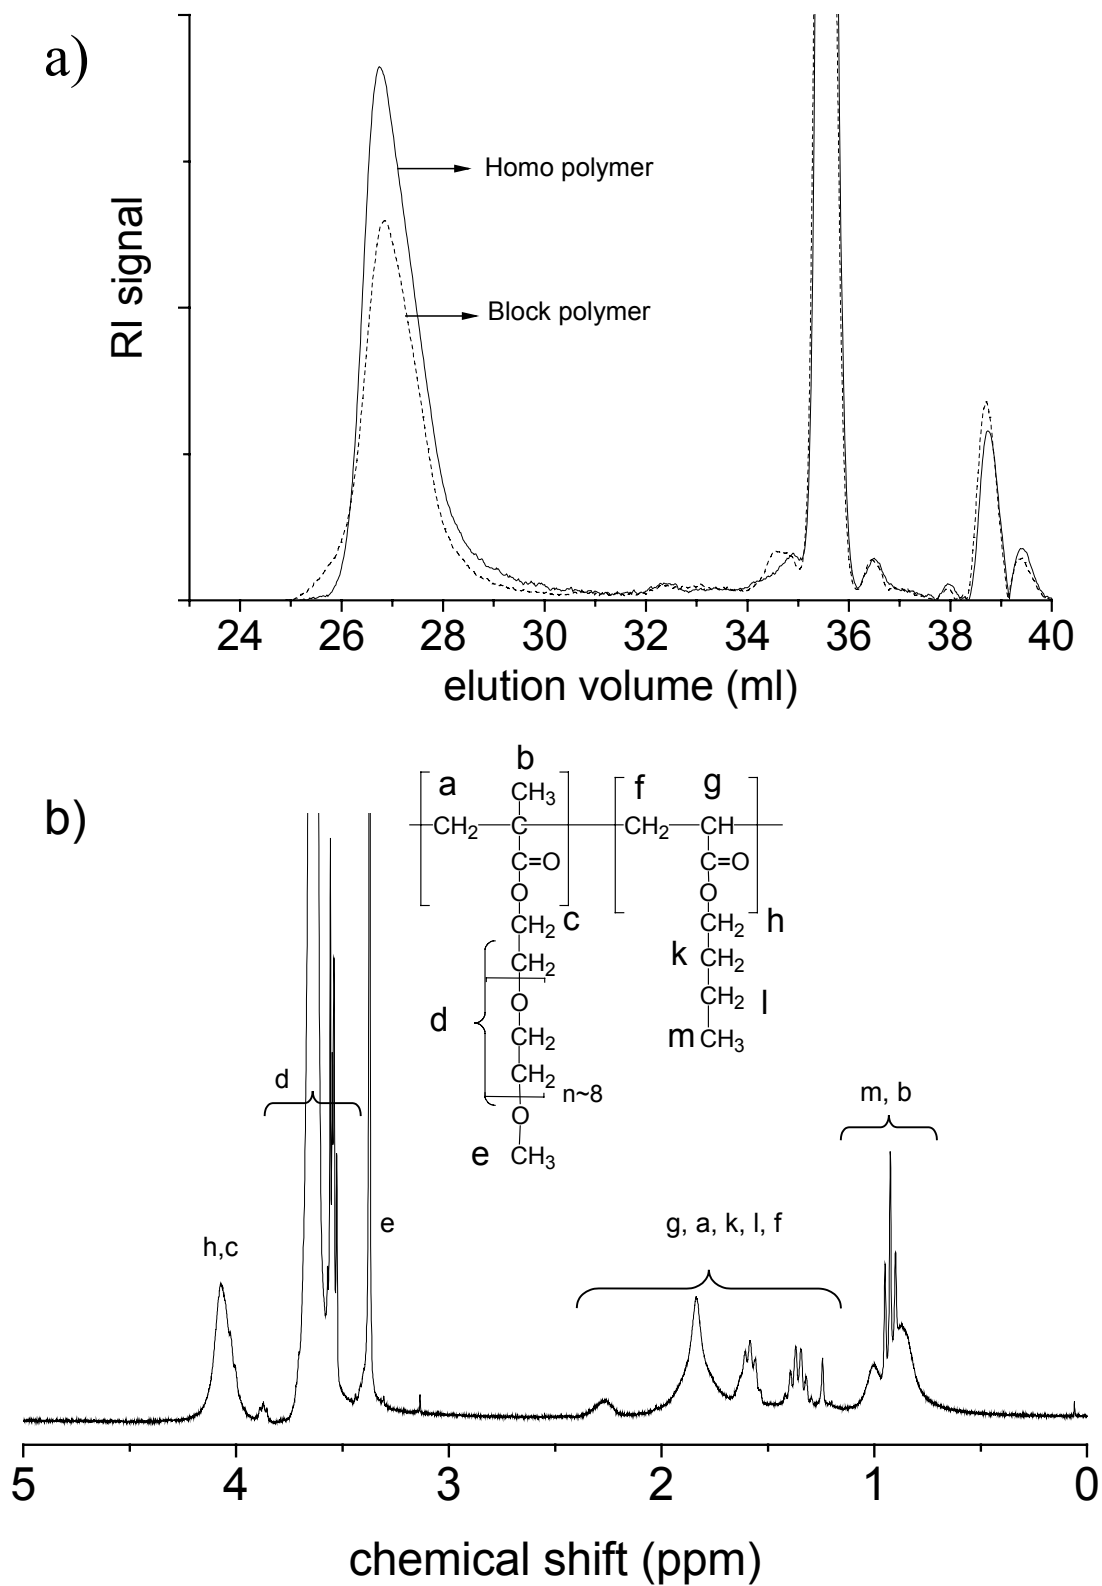 a)
RI signal
Homo polymer
Block polymer
24 26 28 30 32 34 36 38 40
elution volume (ml)
b)
a b f g
CH3
CH2 C CH2 CH
C=O C=O
O O
CH2 c CH2 h
CH2 k CH2
d O CH2 l
CH2 m CH3
CH2 n~8
O
e CH3
d
e
h,c
g, a, k, l, f
m, b
5 4 3 2 1 0
chemical shift (ppm)